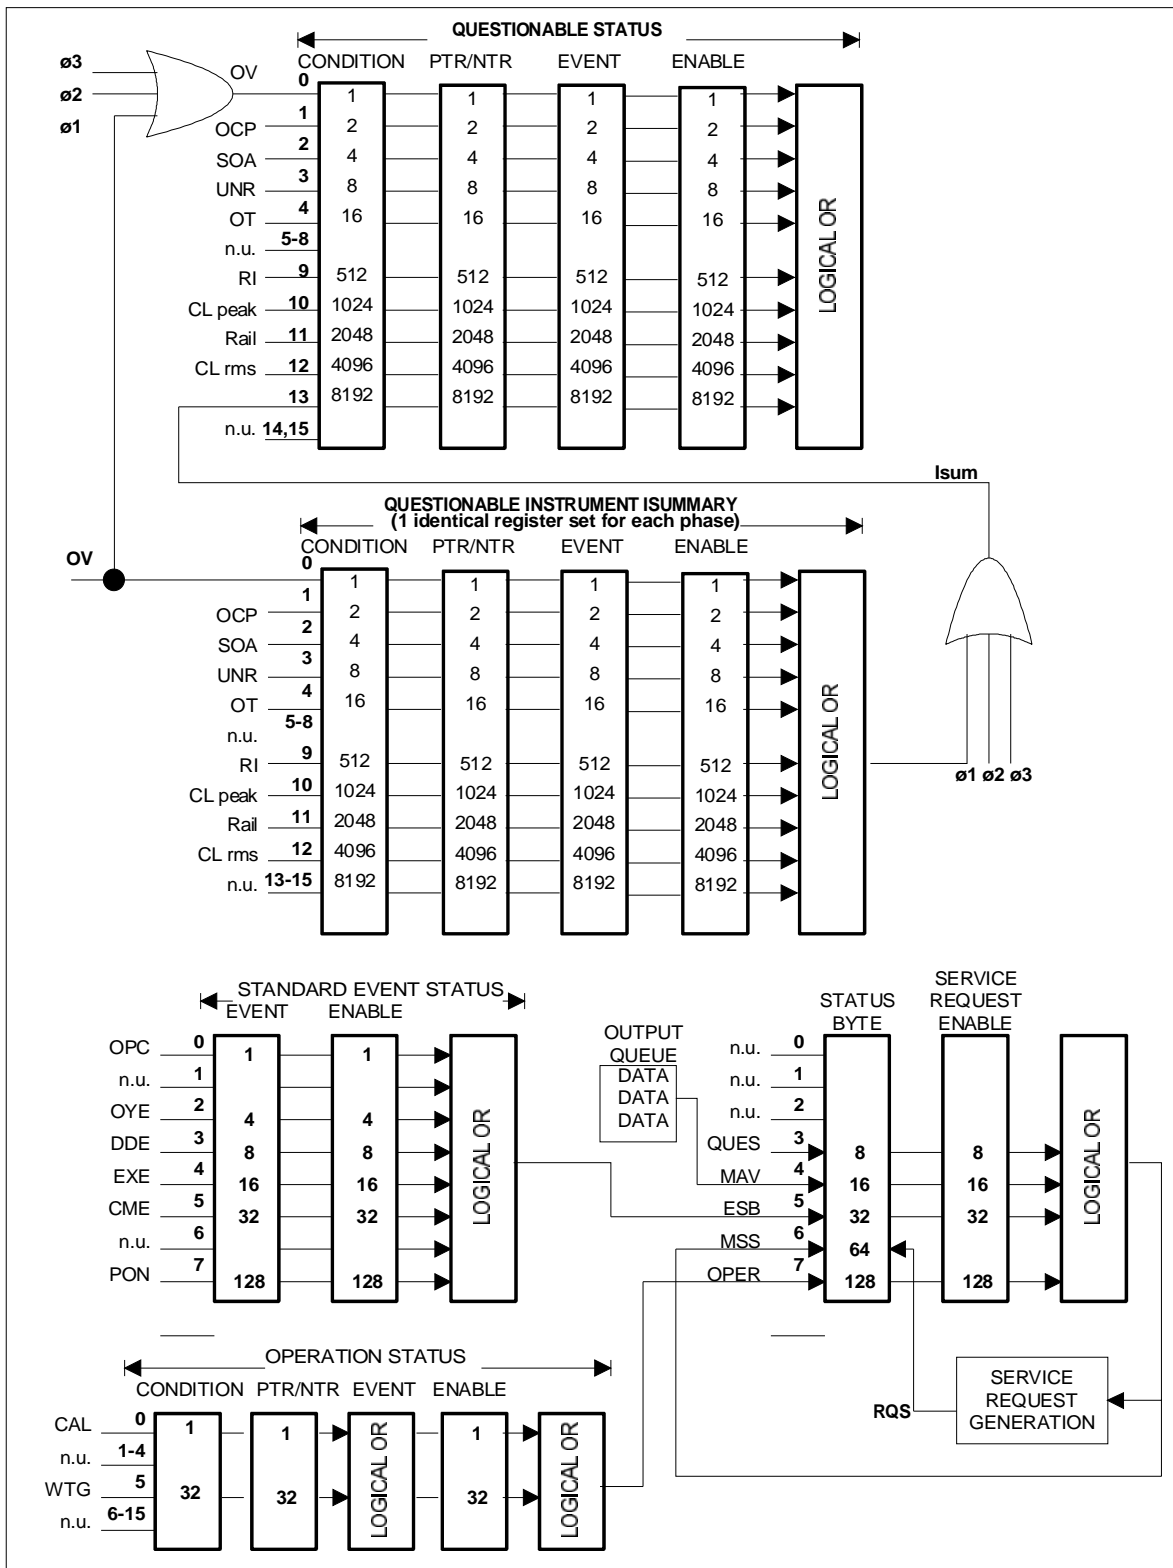 QUESTIONABLE STATUS
CONDITION PTR/NTR EVENT ENABLE
ø3
ø2
ø1
OV 0 1 1 1 1
OCP 1 2 2 2 2
SOA 2 4 4 4 4
UNR 3 8 8 8 8
OT 4 16 16 16 16
n.u. 5-8
RI 9 512 512 512 512
CL peak 10 1024 1024 1024 1024
Rail 11 2048 2048 2048 2048
CL rms 12 4096 4096 4096 4096
13 8192 8192 8192 8192
n.u. 14,15
LOGICAL OR
Isum
QUESTIONABLE INSTRUMENT ISUMMARY
(1 identical register set for each phase)
CONDITION PTR/NTR EVENT ENABLE
OV 0 1 1 1 1
OCP 1 2 2 2 2
SOA 2 4 4 4 4
UNR 3 8 8 8 8
OT 4 16 16 16 16
n.u. 5-8
RI 9 512 512 512 512
CL peak 10 1024 1024 1024 1024
Rail 11 2048 2048 2048 2048
CL rms 12 4096 4096 4096 4096
n.u. 13-15 8192 8192 8192 8192
LOGICAL OR
ø1 ø2 ø3
STANDARD EVENT STATUS
EVENT ENABLE
OPC 0 1 1
n.u. 1
OYE 2 4 4
DDE 3 8 8
EXE 4 16 16
CME 5 32 32
n.u. 6
PON 7 128 128
LOGICAL OR
OUTPUT
QUEUE
DATA
DATA
DATA
STATUS
BYTE
SERVICE
REQUEST
ENABLE
n.u. 0
n.u. 1
n.u. 2
QUES 3 8 8
MAV 4 16 16
ESB 5 32 32
MSS 6 64
OPER 7 128 128
LOGICAL OR
SERVICE
REQUEST
GENERATION
RQS
OPERATION STATUS
CONDITION PTR/NTR EVENT ENABLE
CAL 0 1 1 1
n.u. 1-4
WTG 5 32 32 32
n.u. 6-15
LOGICAL OR
LOGICAL OR